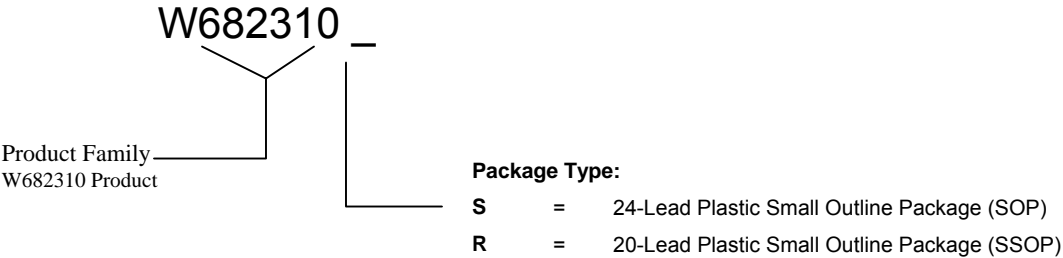 W682310 _
Product Family
W682310 Product
Package Type:
S = 24-Lead Plastic Small Outline Package (SOP)
R = 20-Lead Plastic Small Outline Package (SSOP)